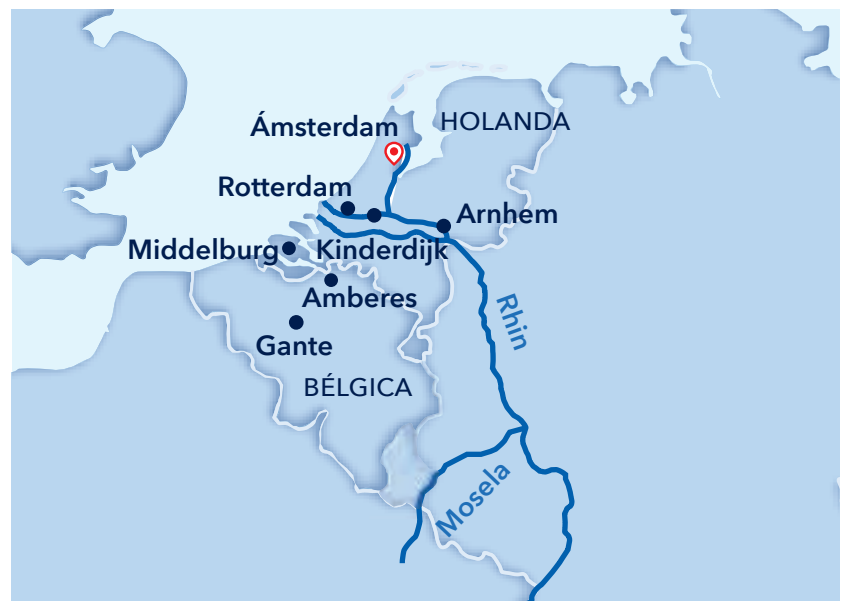 Ámsterdam
HOLANDA
Rotterdam
Arnhem
Middelburg
Kinderdijk
Amberes
Rhin
Gante
BÉLGICA
Mosela